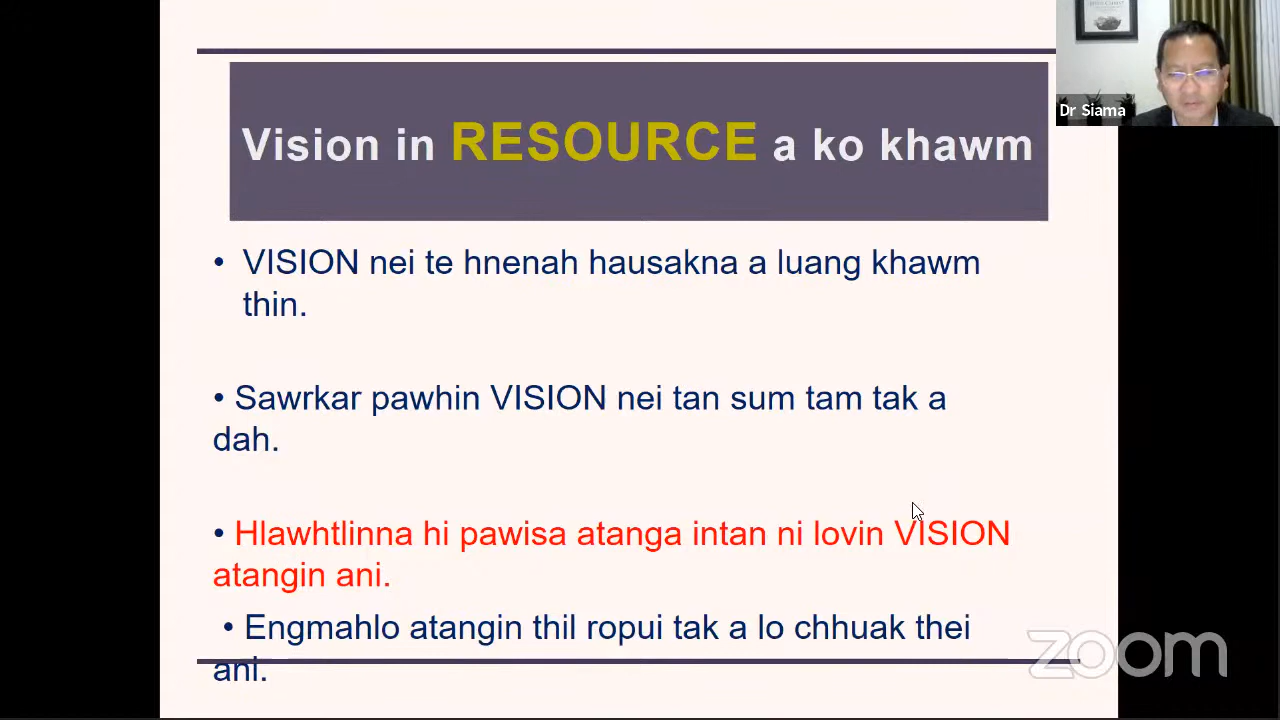 Vision in RESOURCE a ko khawm
Dr Siama
• VISION nei te hnenah hausakna a luang khawm
thin.
• Sawrkar pawhin VISION nei tan sum tam tak a
dah.
• Hlawhtlinna hi pawisa atanga intan ni lovin VISION
atangin ani.
• Engmahlo atangin thil ropui tak a lo chhuak thei
ani.
zoom